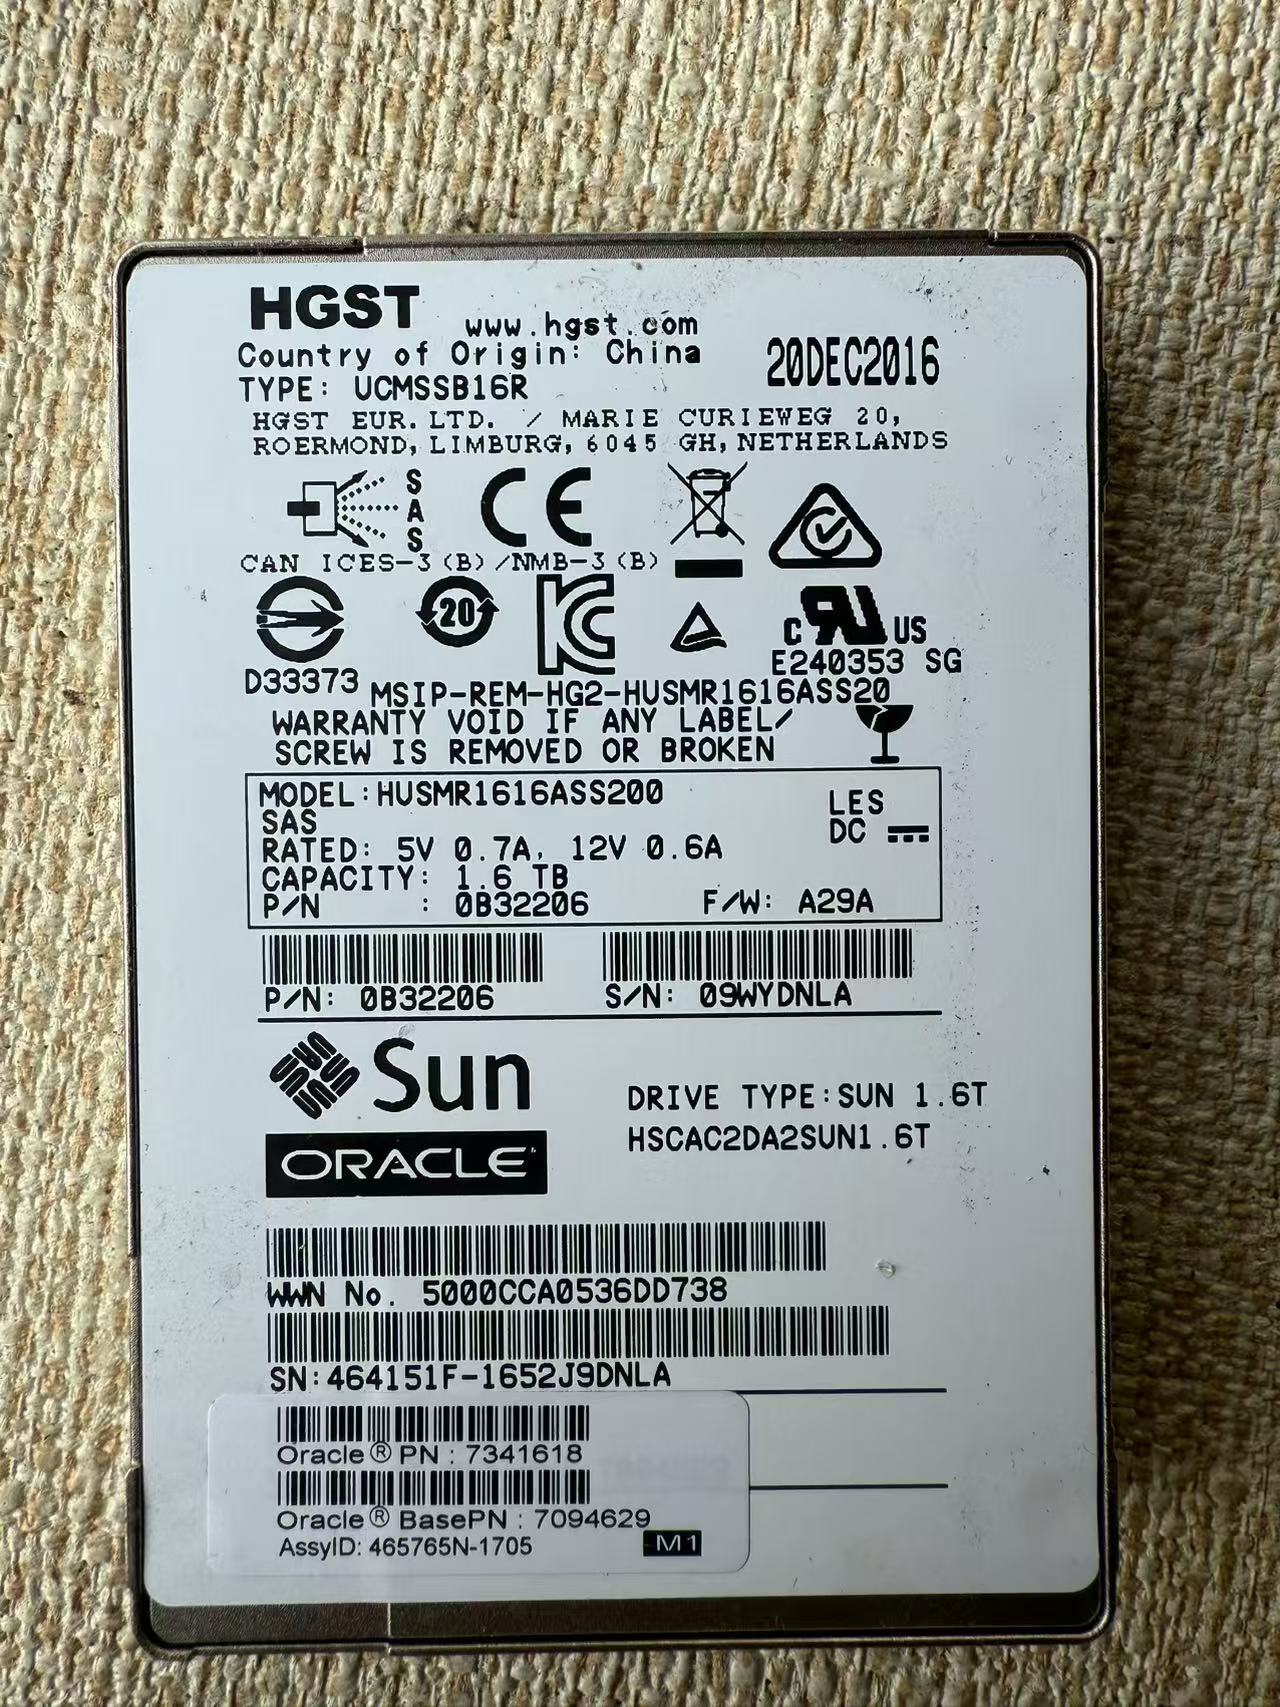 HGST www.hgst.com
Country of Origin: China
20DEC2016
TYPE: UCMSSB16R
HGST EUR.LTD. / MARIE CURIEWEG 20,
ROERMOND, LIMBURG, 6045 GH, NETHERLANDS
SAS
CE
CAN ICES-3 (B) /NMB-3 (B)
20
C UR US
E240353 SG
D33373
MSIP-REM-HG2-HUSMR1616ASS20
WARRANTY VOID IF ANY LABEL/
SCREW IS REMOVED OR BROKEN
MODEL:HUSMR1616ASS200
LES
SAS
DC
RATED: 5V 0.7A, 12V 0.6A
CAPACITY: 1.6 TB
P/N : 0B32206 F/W: A29A
P/N: 0B32206 S/N: 09WYDNLA
Sun
ORACLE
DRIVE TYPE:SUN 1.6T
HSCAC2DA2SUN1.6T
WWN No. 5000CCA0536DD738
SN:464151F-1652J9DNLA
Oracle® PN : 7341618
Oracle® BasePN : 7094629
AssyID: 465765N-1705
M1